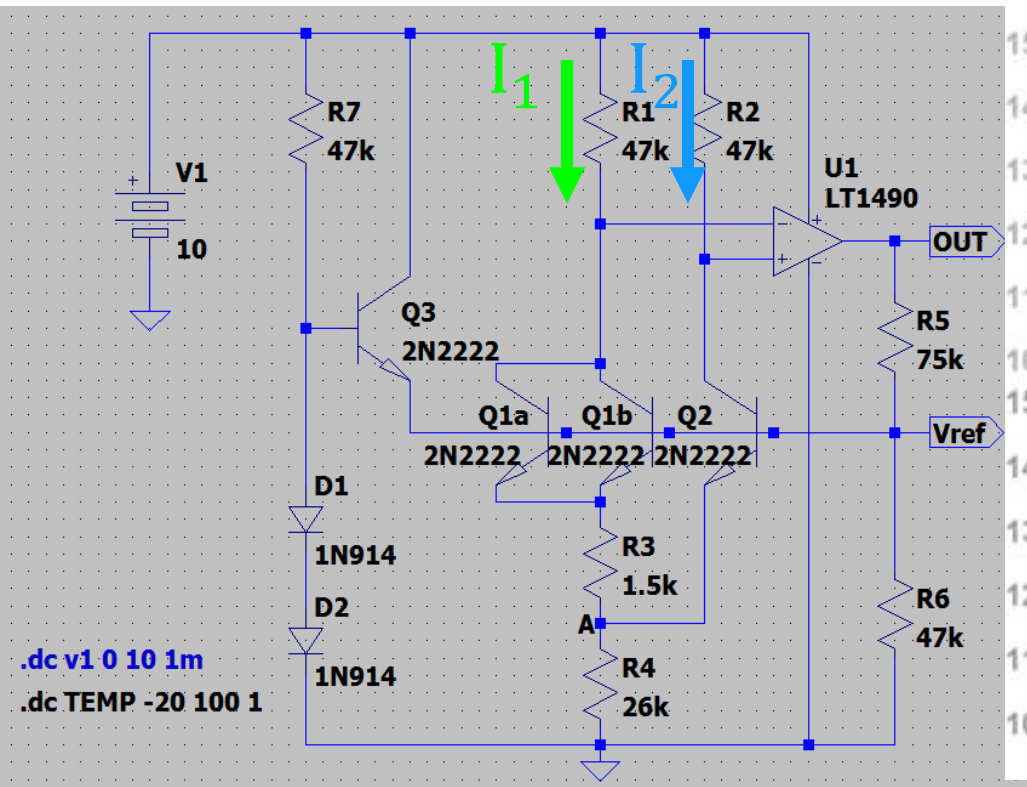 I1
I2
R7
47k
R1
47k
R2
47k
V1
10
U1
LT1490
OUT
Q3
2N2222
R5
75k
Q1a
2N2222
Q1b
2N2222
Q2
2N2222
Vref
D1
1N914
R3
1.5k
D2
1N914
A
R4
26k
R6
47k
.dc v1 0 10 1m
.dc TEMP -20 100 1